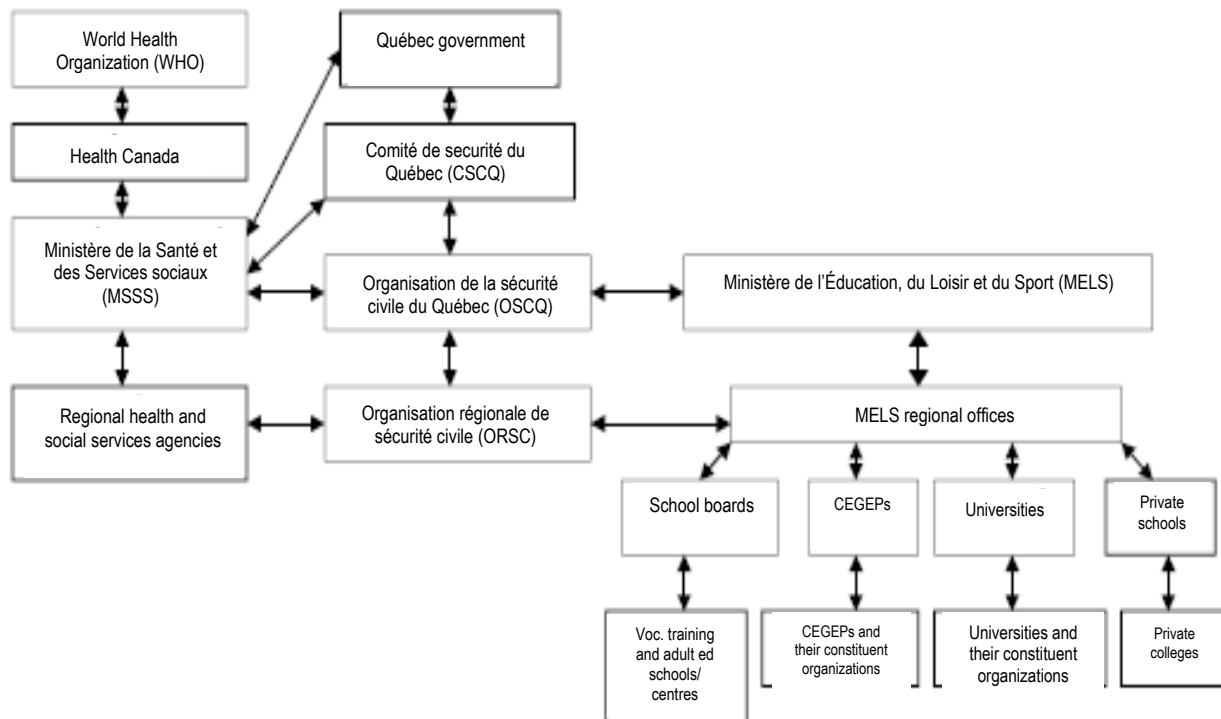 World Health
Organization (WHO)
Québec government
Health Canada
Comité de securité du
Québec (CSCQ)
Ministère de la Santé et
des Services sociaux
(MSSS)
Organisation de la sécurité
civile du Québec (OSCQ)
Ministère de l’Éducation, du Loisir et du Sport (MELS)
Regional health and
social services agencies
Organisation régionale de
sécurité civile (ORSC)
MELS regional offices
School boards
CEGEPs
Universities
Private
schools
Voc. training
and adult ed
schools/
centres
CEGEPs and
their constituent
organizations
Universities and
their constituent
organizations
Private
colleges